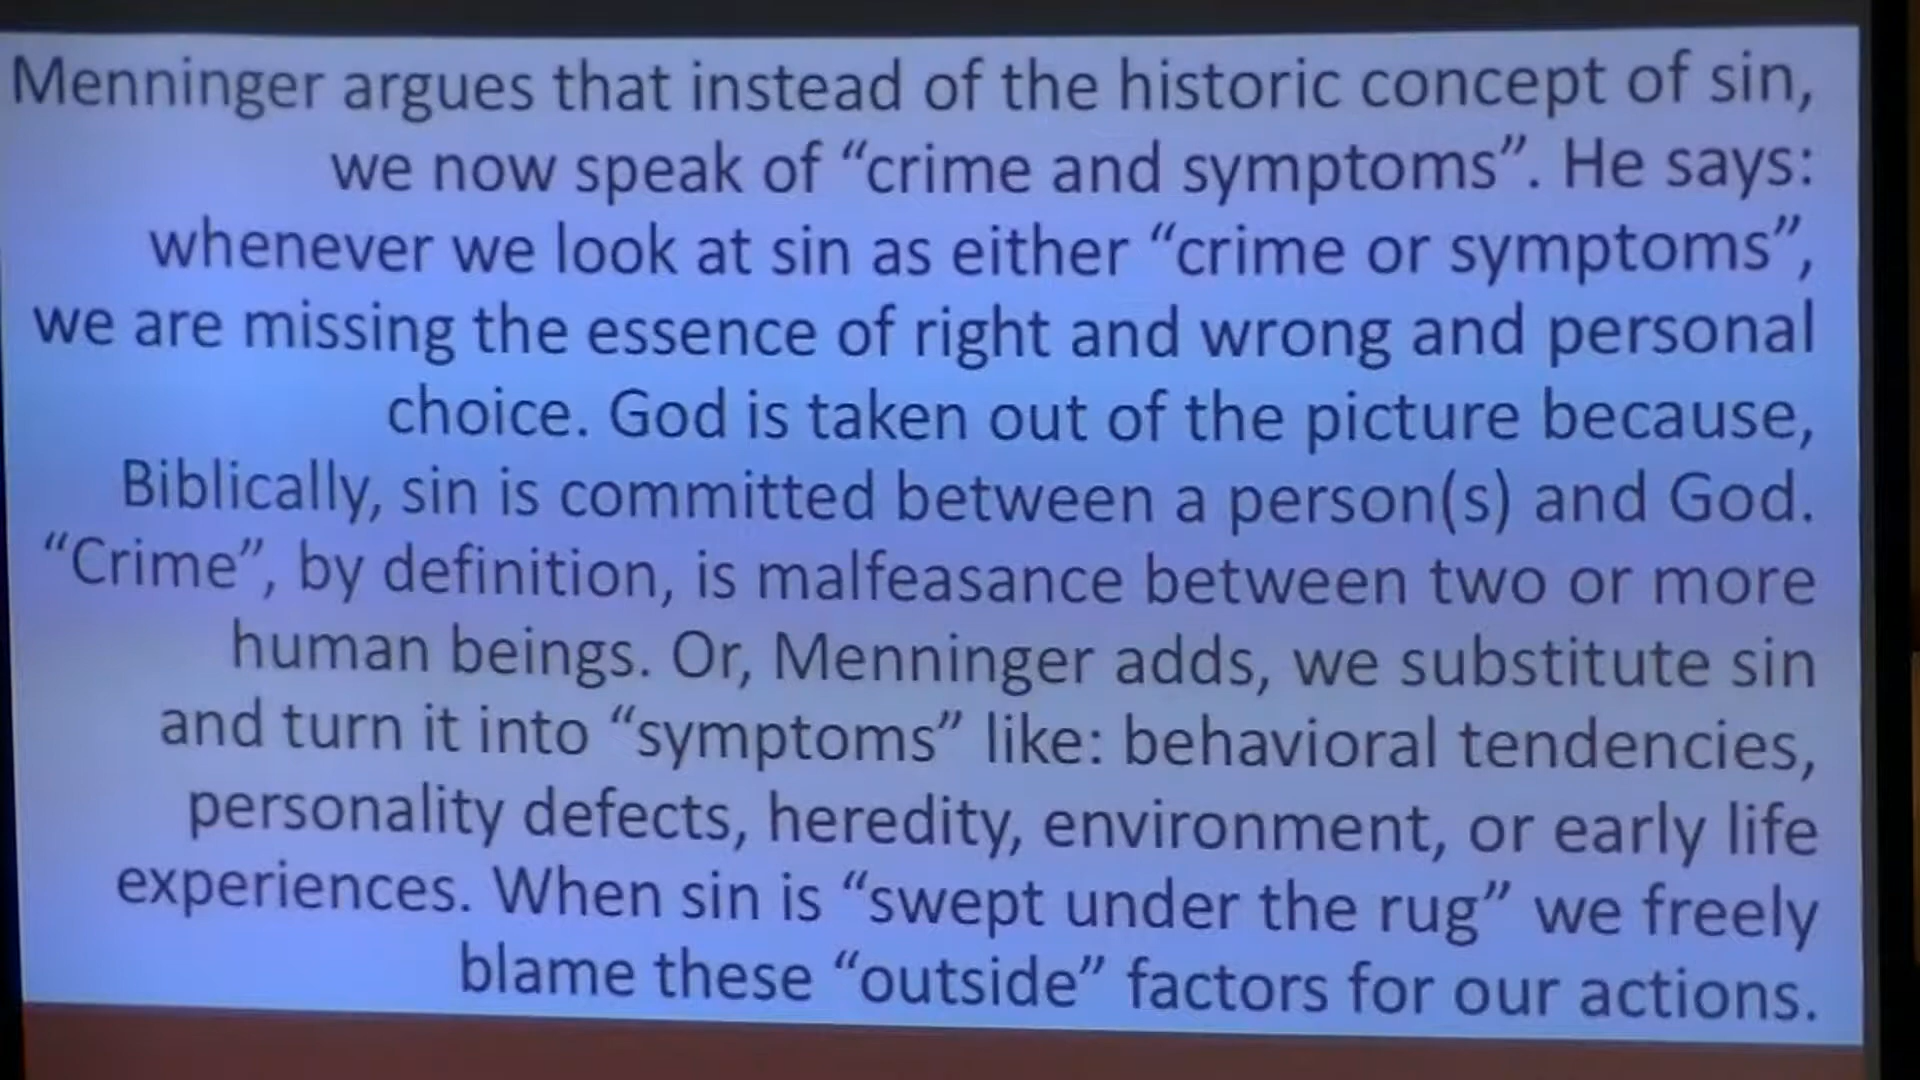 Menninger argues that instead of the historic concept of sin,
we now speak of “crime and symptoms”. He says:
whenever we look at sin as either “crime or symptoms”,
we are missing the essence of right and wrong and personal
choice. God is taken out of the picture because,
Biblically, sin is committed between a person(s) and God.
“Crime”, by definition, is malfeasance between two or more
human beings. Or, Menninger adds, we substitute sin
and turn it into “symptoms” like: behavioral tendencies,
personality defects, heredity, environment, or early life
experiences. When sin is “swept under the rug” we freely
blame these “outside” factors for our actions.